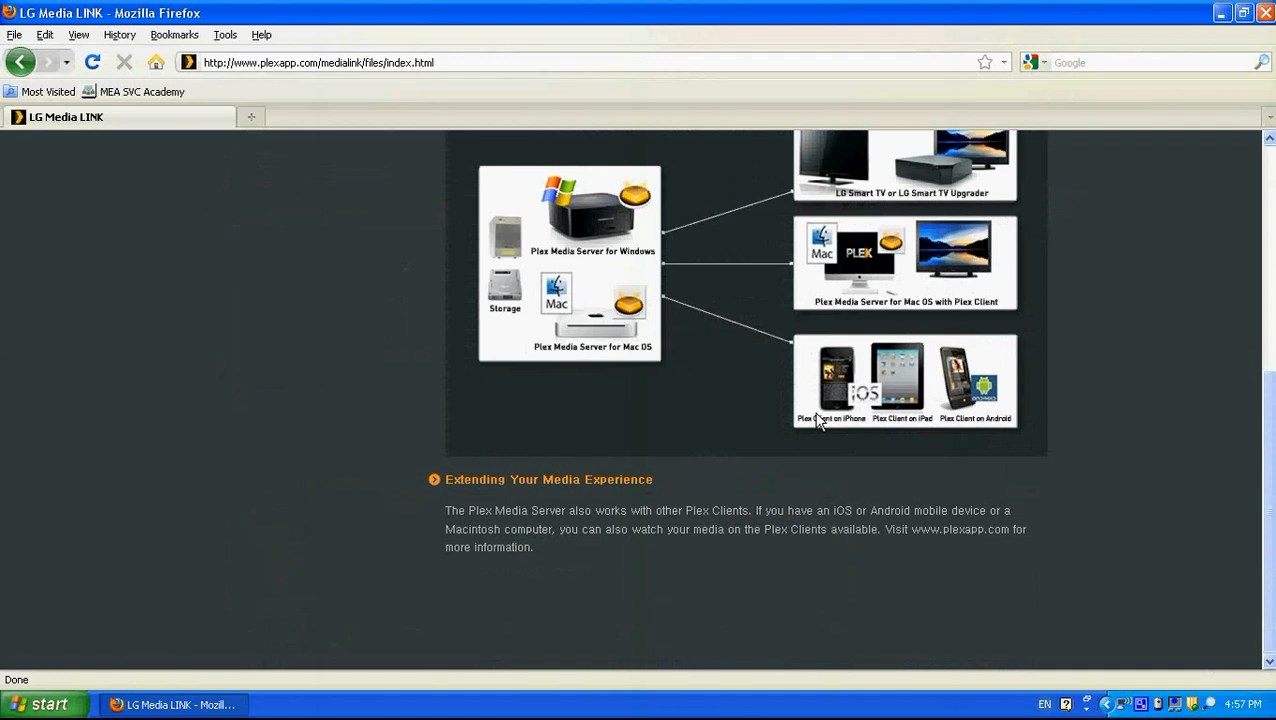 LG Media LINK - Mozilla Firefox
File Edit View History Bookmarks Tools Help
http://www.plexapp.com/medialink/files/index.html
Google
Most Visited MEA SVC Academy
LG Media LINK
LG Smart TV or LG Smart TV Upgrader
Plex Media Server for Windows
Storage
Mac
Plex Media Server for Mac OS
Mac
PLEX
Plex Media Server for Mac OS with Plex Client
iOS
ANDROID
Plex Client on iPhone Plex Client on iPad Plex Client on Android
Extending Your Media Experience
The Plex Media Server also works with other Plex Clients. If you have an iOS or Android mobile device or a
Macintosh computer, you can also watch your media on the Plex Clients available. Visit www.plexapp.com for
more information.
Done
start LG Media LINK - Mozill... EN 4:57 PM